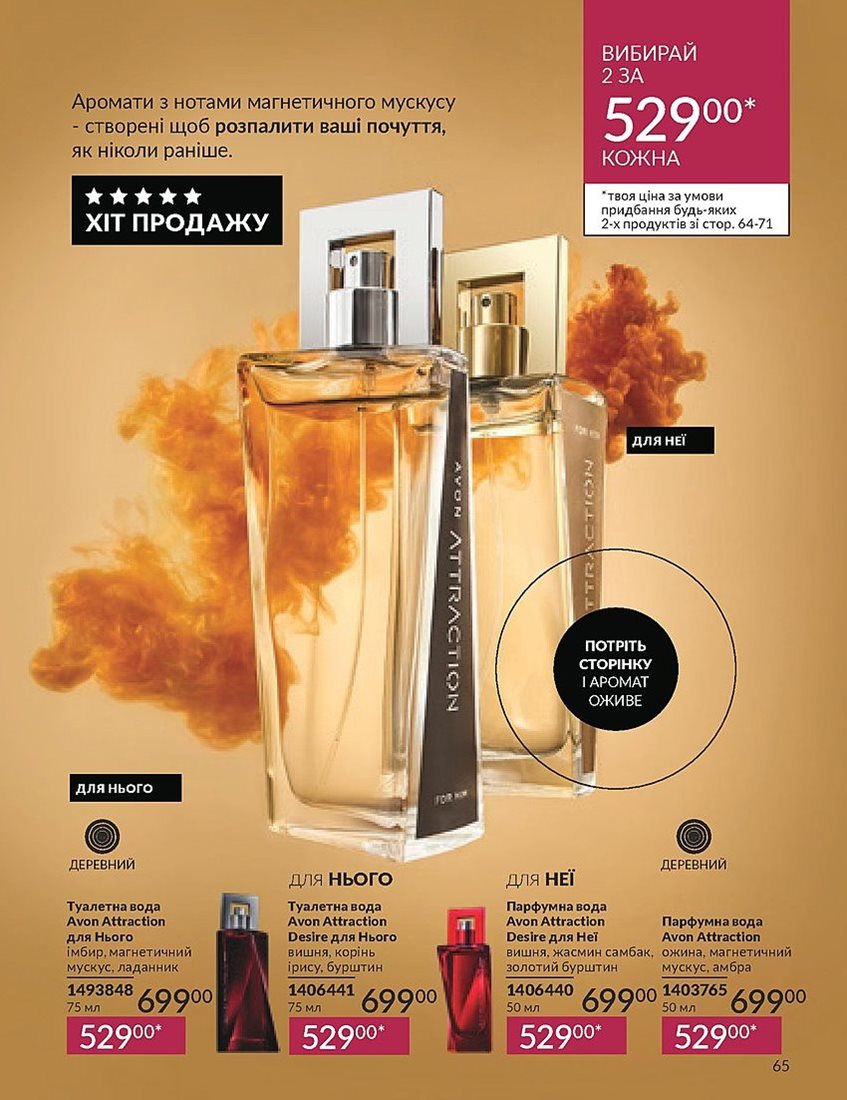 ВИБИРАЙ
2 ЗА
52900*
КОЖНА
*твоя ціна за умови
придбання будь-яких
2-х продуктів зі стор. 64-71
Аромати з нотами магнетичного мускусу
- створені щоб розпалити ваші почуття,
як ніколи раніше.
ХІТ ПРОДАЖУ
ДЛЯ НЕЇ
AVON ATTRACTION
FOR HIM
FOR HER
ATTRACTION
ПОТРІТЬ
СТОРІНКУ
І АРОМАТ
ОЖИВЕ
ДЛЯ НЬОГО
ДЕРЕВНИЙ
Туалетна вода
Avon Attraction
для Нього
імбир, магнетичний
мускус, ладанник
1493848
75 мл
69900
52900*
ДЛЯ НЬОГО
Туалетна вода
Avon Attraction
Desire для Нього
вишня, корінь
ірису, бурштин
1406441
75 мл
69900
52900*
ДЛЯ НЕЇ
Парфумна вода
Avon Attraction
Desire для Неї
вишня, жасмин самбак,
золотий бурштин
1406440
50 мл
69900
52900*
ДЕРЕВНИЙ
Парфумна вода
Avon Attraction
ожина, магнетичний
мускус, амбра
1403765
50 мл
69900
52900*
65